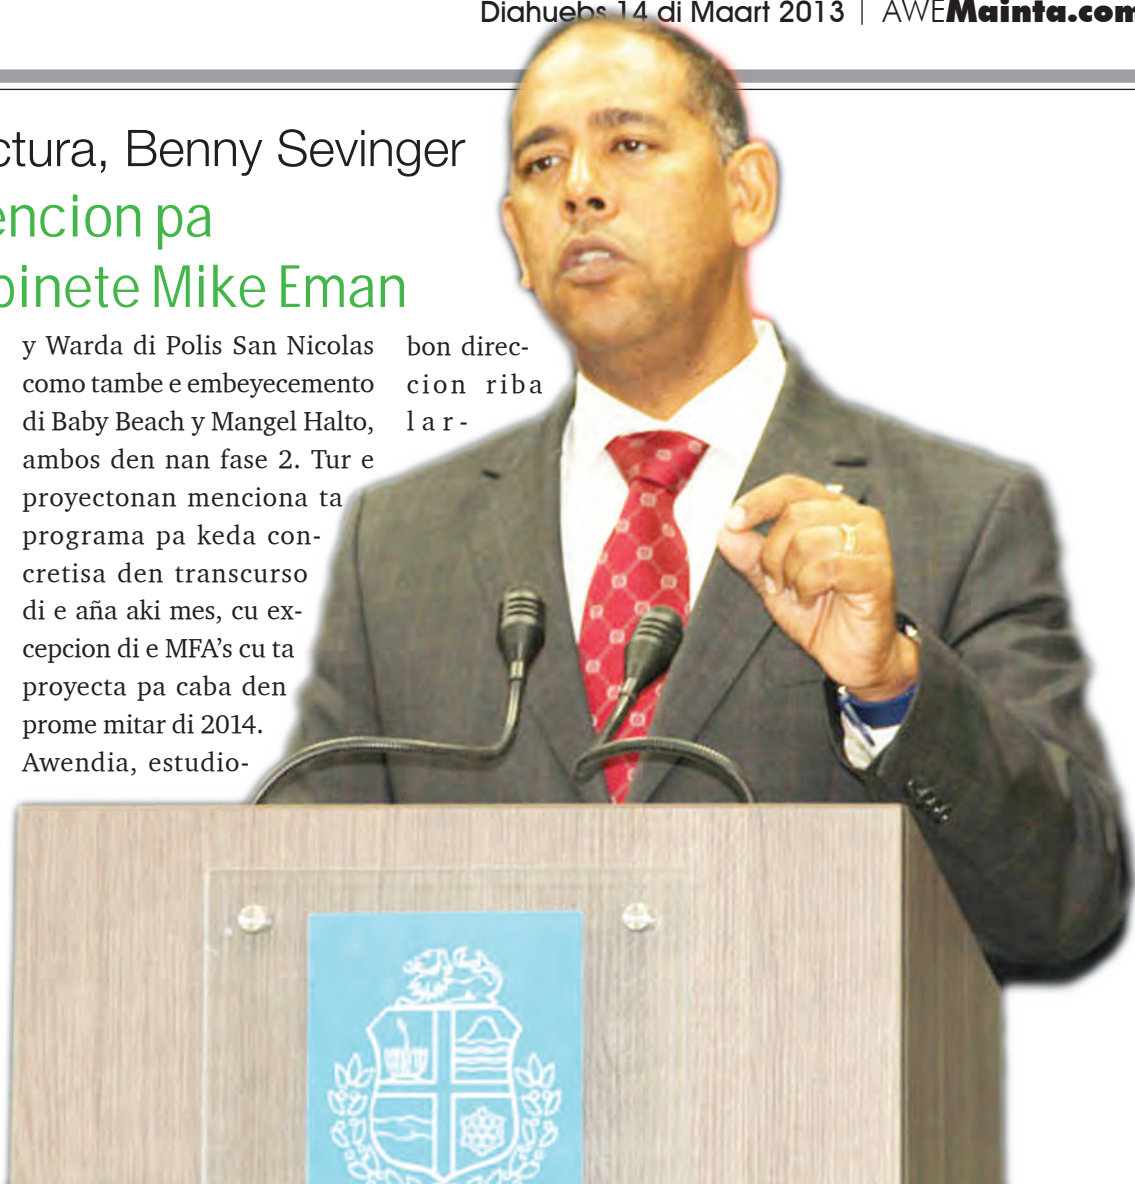 Diahuebs 14 di Maart 2013 | AWEMainta.com
ctura, Benny Sevinger
encion pa
binete Mike Eman
y Warda di Polis San Nicolas
como tambe e embeyecemento
di Baby Beach y Mangel Halto,
ambos den nan fase 2. Tur e
proyectonan menciona ta
programa pa keda con-
cretisa den transcurso
di e aña aki mes, cu ex-
cepcion di e MFA’s cu ta
proyecta pa caba den
prome mitar di 2014.
Awendia, estudio-
bon direc-
cion riba
lar-